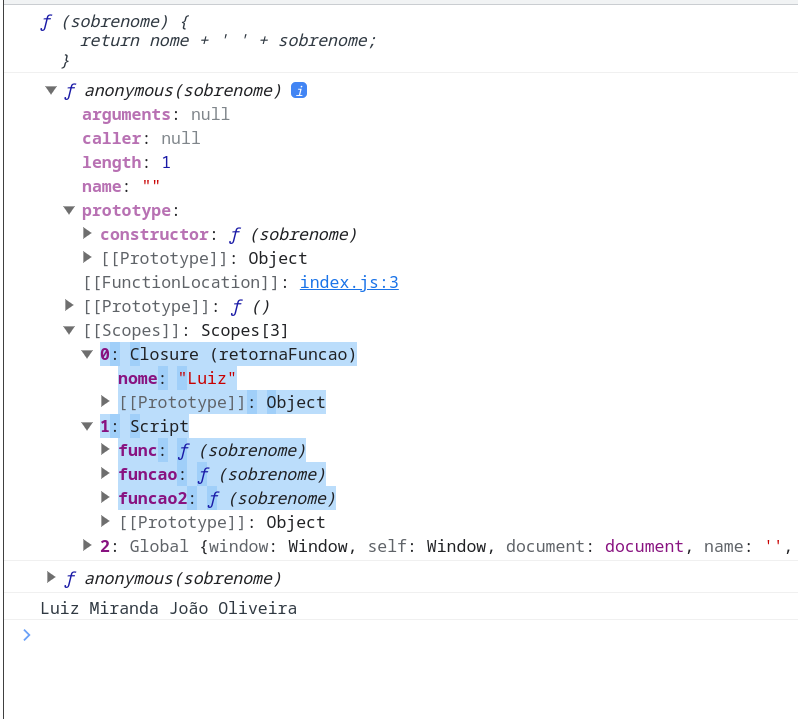 ƒ (sobrenome) {
return nome + ' ' + sobrenome;
}
ƒ anonymous(sobrenome) i
arguments: null
caller: null
length: 1
name: ""
prototype:
constructor: ƒ (sobrenome)
[[Prototype]]: Object
[[FunctionLocation]]: index.js:3
[[Prototype]]: ƒ ()
[[Scopes]]: Scopes[3]
0: Closure (retornaFuncao)
nome: "Luiz"
[[Prototype]]: Object
1: Script
func: ƒ (sobrenome)
funcao: ƒ (sobrenome)
funcao2: ƒ (sobrenome)
[[Prototype]]: Object
2: Global {window: Window, self: Window, document: document, name: '',
ƒ anonymous(sobrenome)
Luiz Miranda João Oliveira